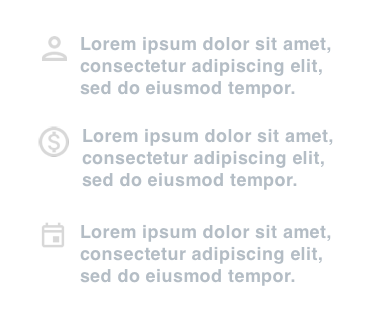 Lorem ipsum dolor sit amet,
consectetur adipiscing elit,
sed do eiusmod tempor.
Lorem ipsum dolor sit amet,
consectetur adipiscing elit,
sed do eiusmod tempor.
Lorem ipsum dolor sit amet,
consectetur adipiscing elit,
sed do eiusmod tempor.